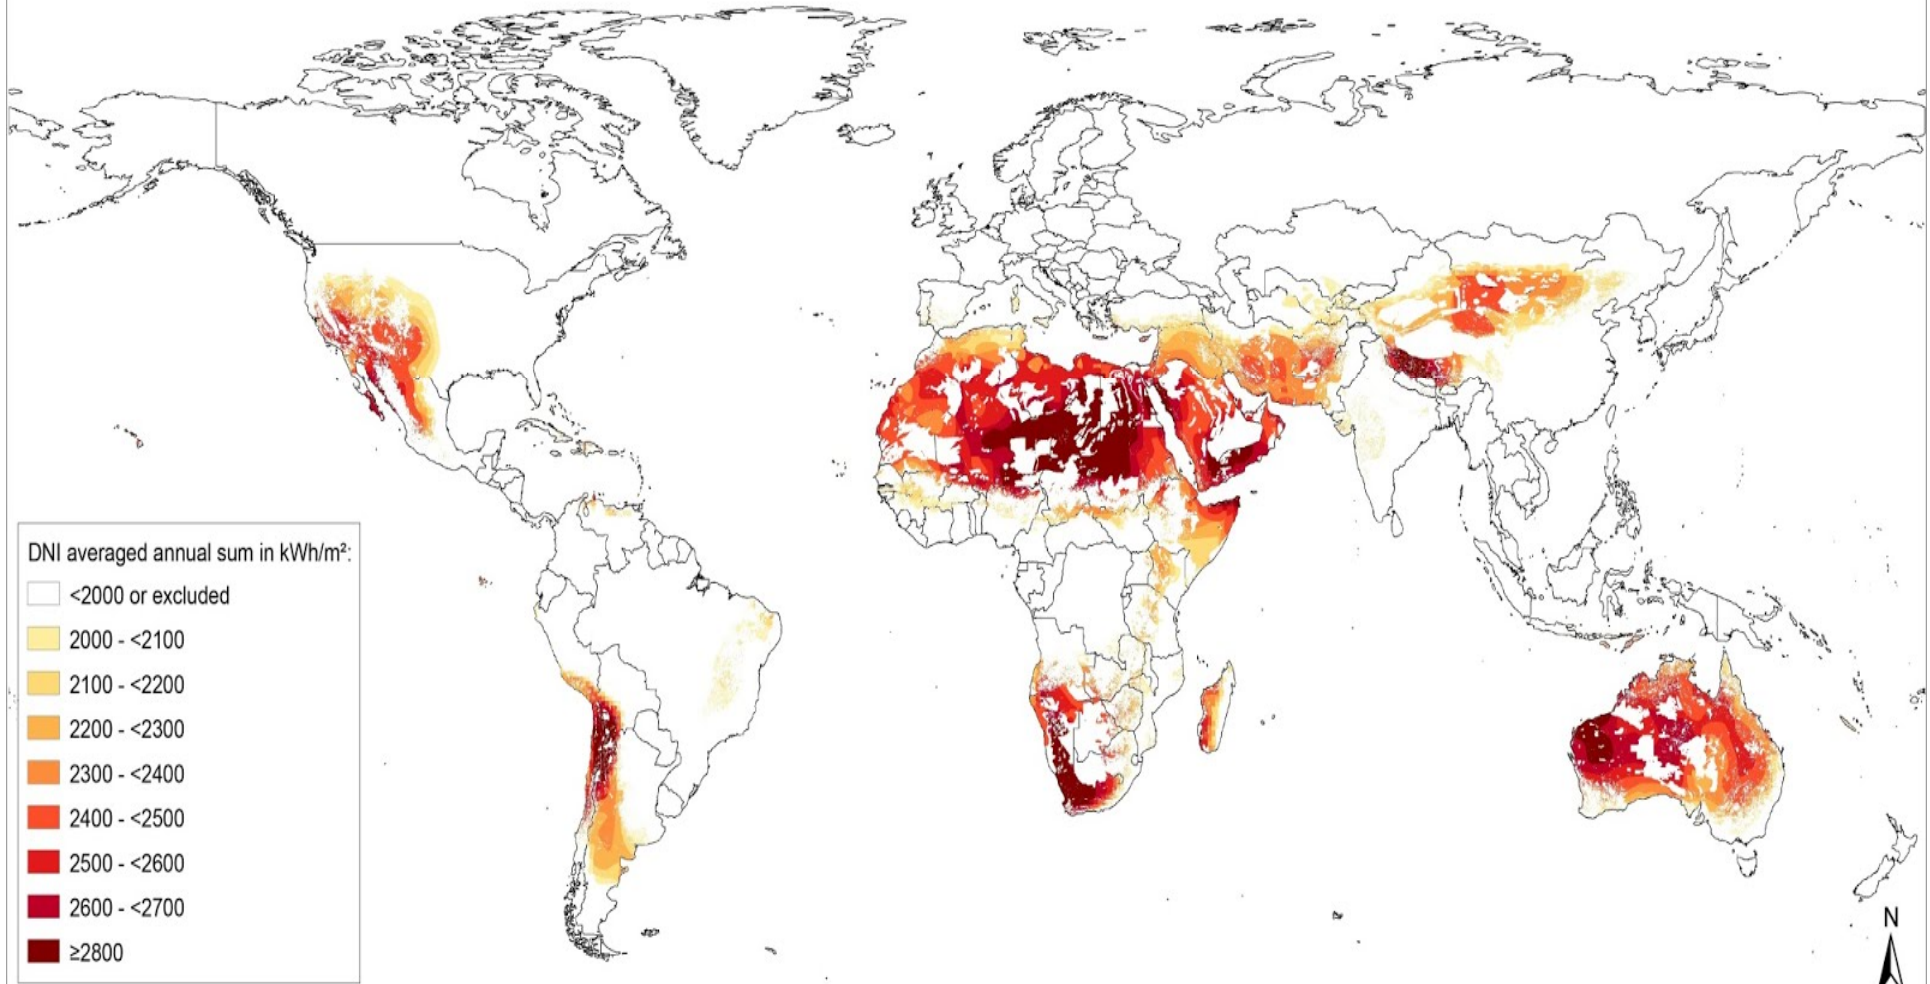 DNI averaged annual sum in kWh/m²:
<2000 or excluded
2000 - <2100
2100 - <2200
2200 - <2300
2300 - <2400
2400 - <2500
2500 - <2600
2600 - <2700
≥2800
N